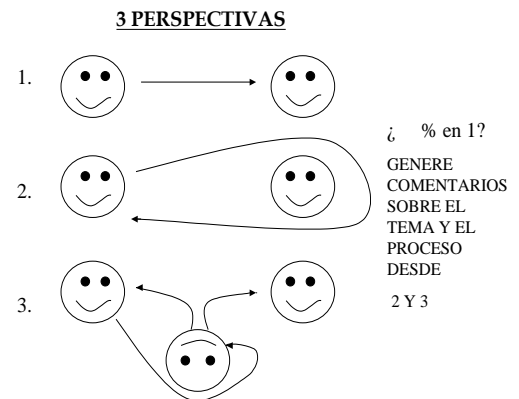 3 PERSPECTIVAS
1.
¿ % en 1?
GENERE
COMENTARIOS
2.
SOBRE EL
TEMA Y EL
PROCESO
DESDE
3.
2 Y 3